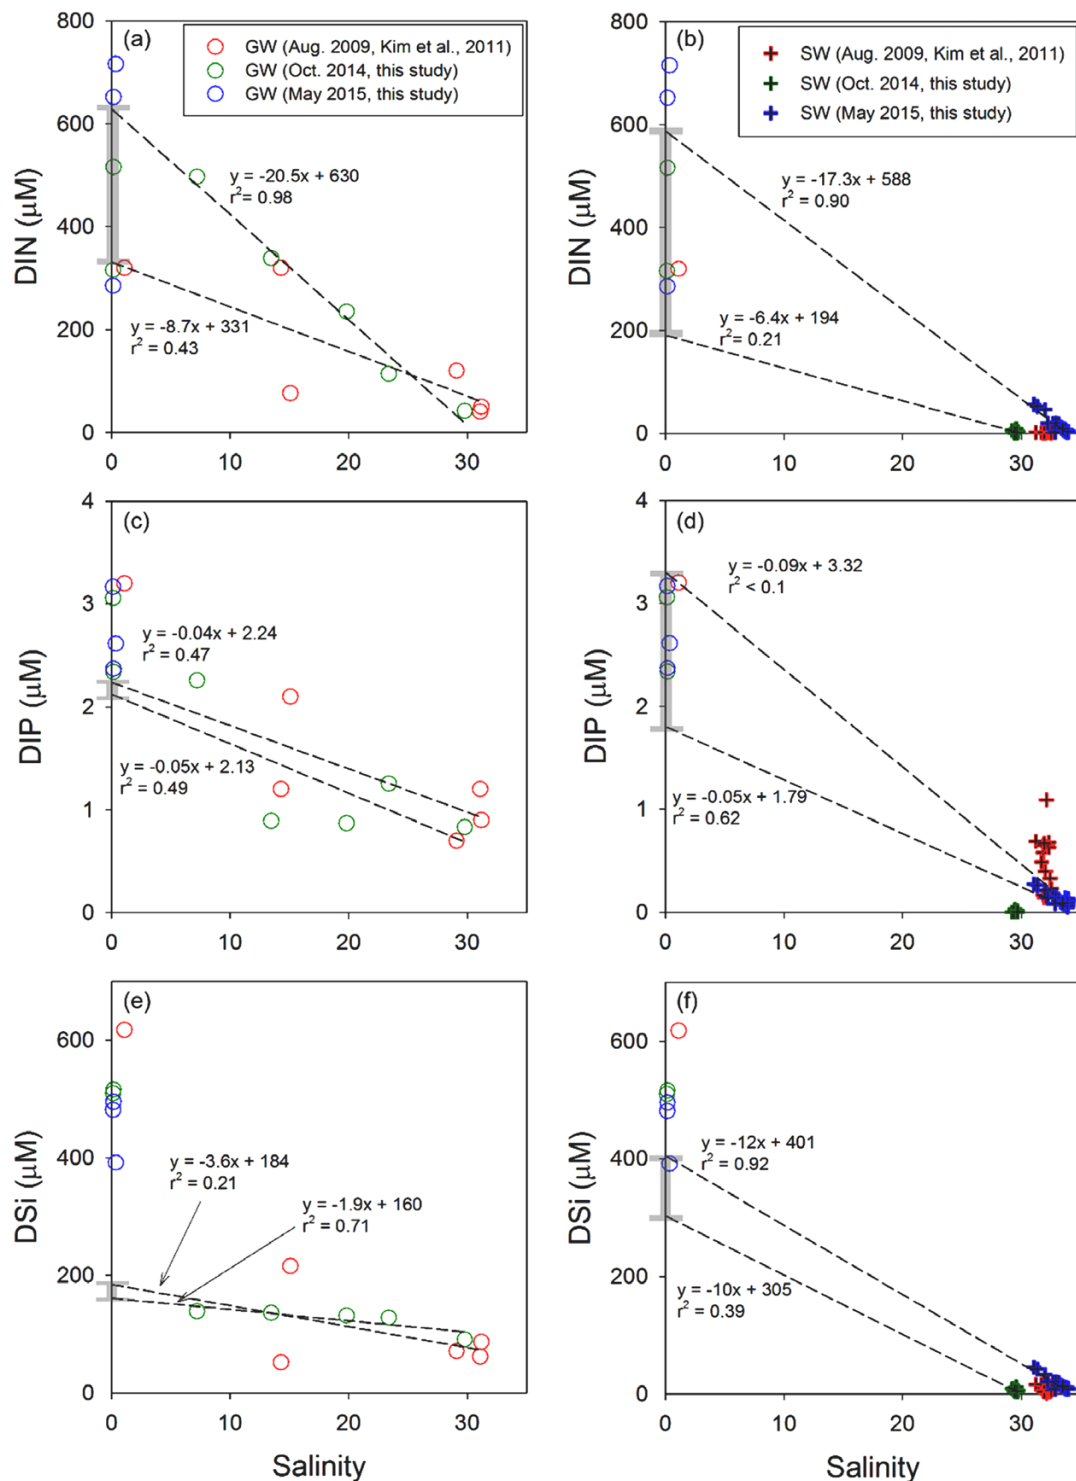 (a)
GW (Aug. 2009, Kim et al., 2011)
GW (Oct. 2014, this study)
GW (May 2015, this study)
800
600
400
200
0
DIN (μM)
y = -20.5x + 630
r² = 0.98
y = -8.7x + 331
r² = 0.43
0 10 20 30
(b)
SW (Aug. 2009, Kim et al., 2011)
SW (Oct. 2014, this study)
SW (May 2015, this study)
800
600
400
200
0
DIN (μM)
y = -17.3x + 588
r² = 0.90
y = -6.4x + 194
r² = 0.21
0 10 20 30
(c)
4
3
2
1
0
DIP (μM)
y = -0.04x + 2.24
r² = 0.47
y = -0.05x + 2.13
r² = 0.49
0 10 20 30
(d)
4
3
2
1
0
DIP (μM)
y = -0.09x + 3.32
r² < 0.1
y = -0.05x + 1.79
r² = 0.62
0 10 20 30
(e)
600
400
200
0
DSi (μM)
y = -3.6x + 184
r² = 0.21
y = -1.9x + 160
r² = 0.71
0 10 20 30
Salinity
(f)
600
400
200
0
DSi (μM)
y = -12x + 401
r² = 0.92
y = -10x + 305
r² = 0.39
0 10 20 30
Salinity